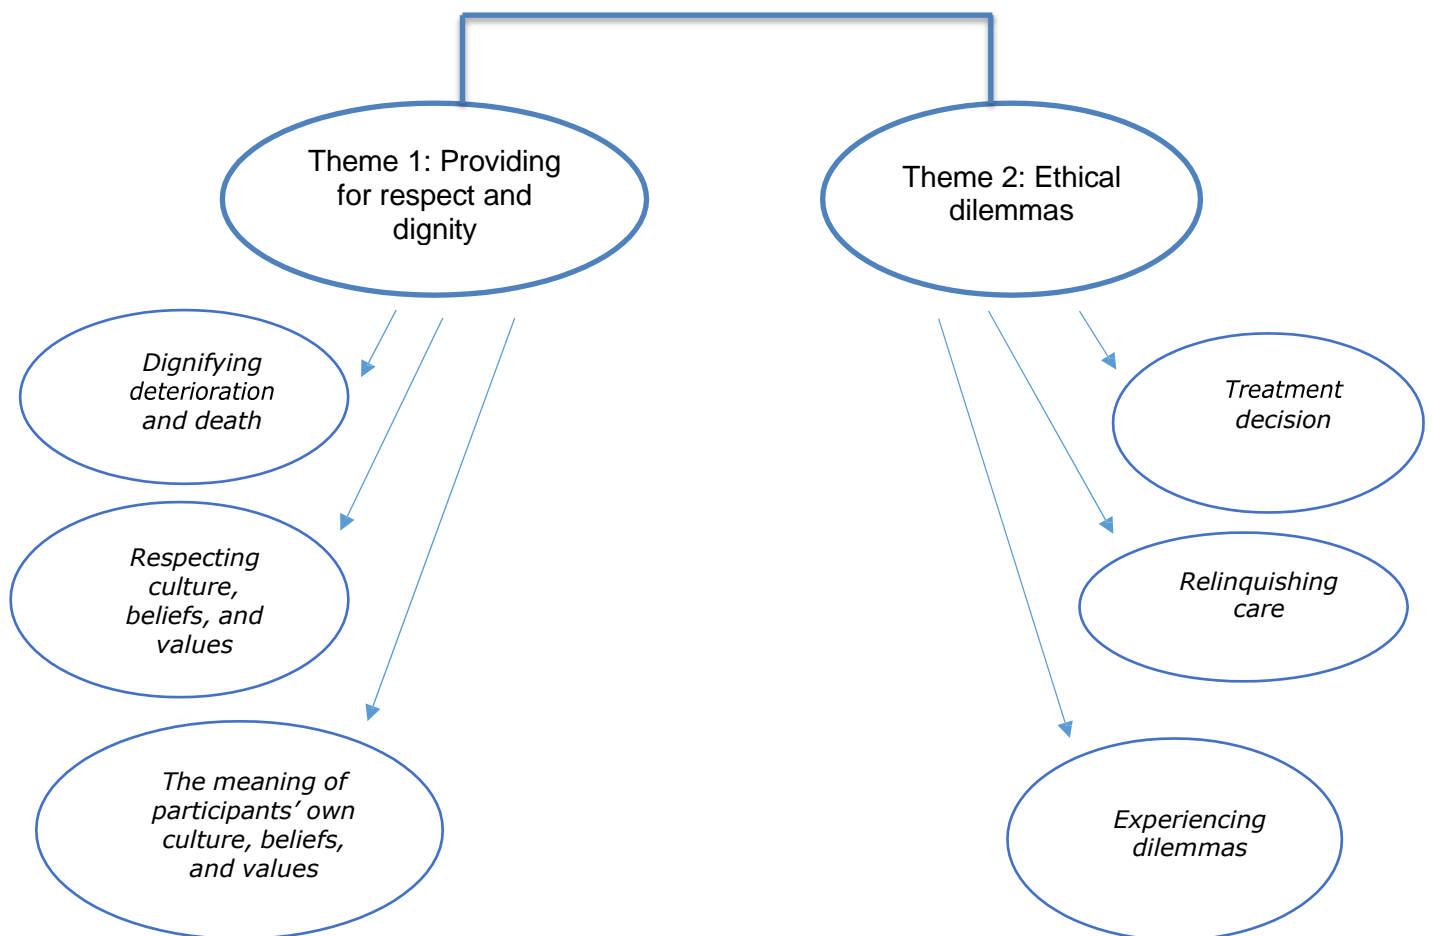 Theme 1: Providing
for respect and
dignity
Theme 2: Ethical
dilemmas
Dignifying
deterioration
and death
Respecting
culture,
beliefs, and
values
The meaning of
participants’ own
culture, beliefs,
and values
Treatment
decision
Relinquishing
care
Experiencing
dilemmas